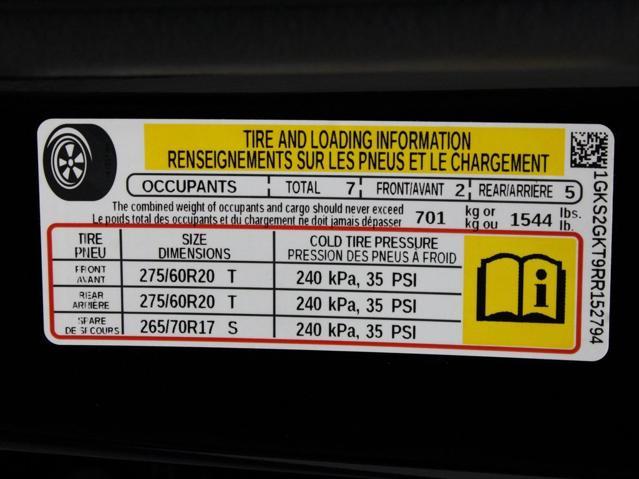 TIRE AND LOADING INFORMATION
RENSEIGNEMENTS SUR LES PNEUS ET LE CHARGEMENT
OCCUPANTS TOTAL 7 FRONT/AVANT 2 REAR/ARRIÈRE 5
The combined weight of occupants and cargo should never exceed 701 kg or 1544 lbs.
Le poids total des occupants et du chargement ne doit jamais dépasser kg ou lb.
TIRE SIZE COLD TIRE PRESSURE
PNEU DIMENSIONS PRESSION DES PNEUS À FROID
FRONT
AVANT 275/60R20 T 240 kPa, 35 PSI
REAR
ARRIÈRE 275/60R20 T 240 kPa, 35 PSI
SPARE
DE SECOURS 265/70R17 S 240 kPa, 35 PSI
i
1GKS2GKT9RR152794